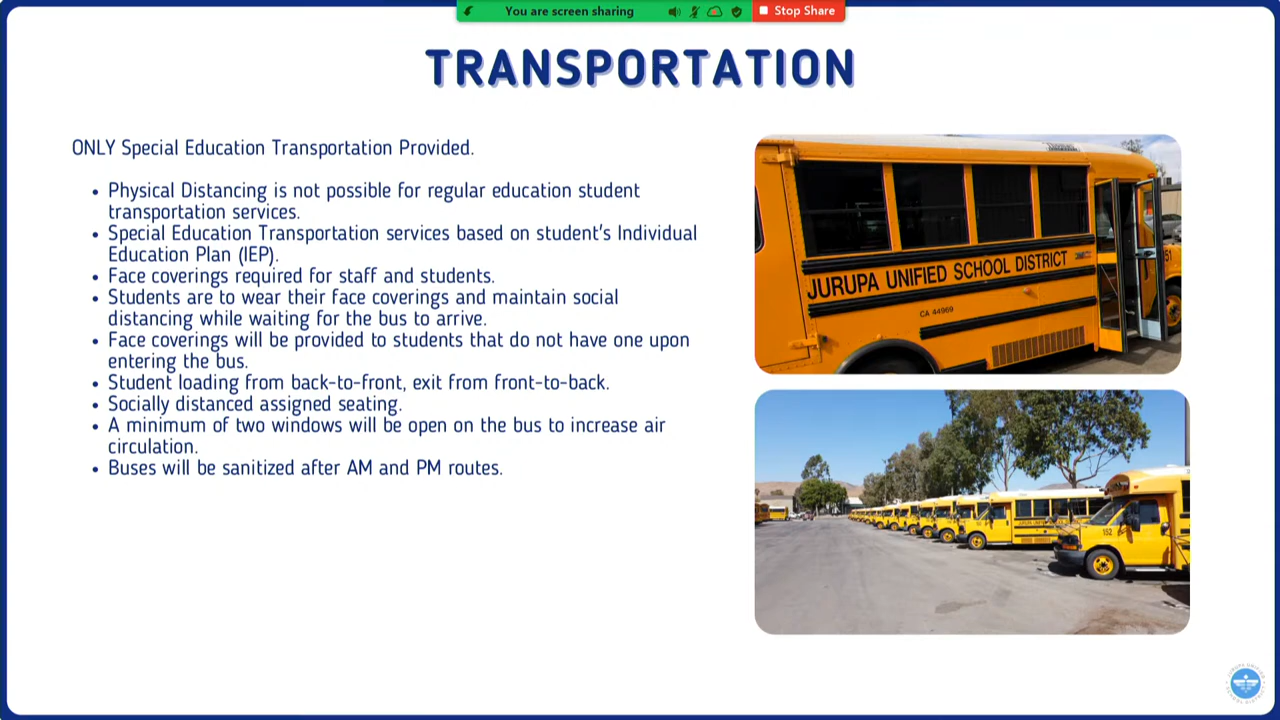 You are screen sharing
Stop Share
TRANSPORTATION
ONLY Special Education Transportation Provided.
• Physical Distancing is not possible for regular education student
transportation services.
• Special Education Transportation services based on student's Individual
Education Plan (IEP).
• Face coverings required for staff and students.
• Students are to wear their face coverings and maintain social
distancing while waiting for the bus to arrive.
• Face coverings will be provided to students that do not have one upon
entering the bus.
• Student loading from back-to-front, exit from front-to-back.
• Socially distanced assigned seating.
• A minimum of two windows will be open on the bus to increase air
circulation.
• Buses will be sanitized after AM and PM routes.
JURUPA UNIFIED SCHOOL DISTRICT
CA 44969
51
152
JURUPA UNIFIED
SCHOOL DISTRICT